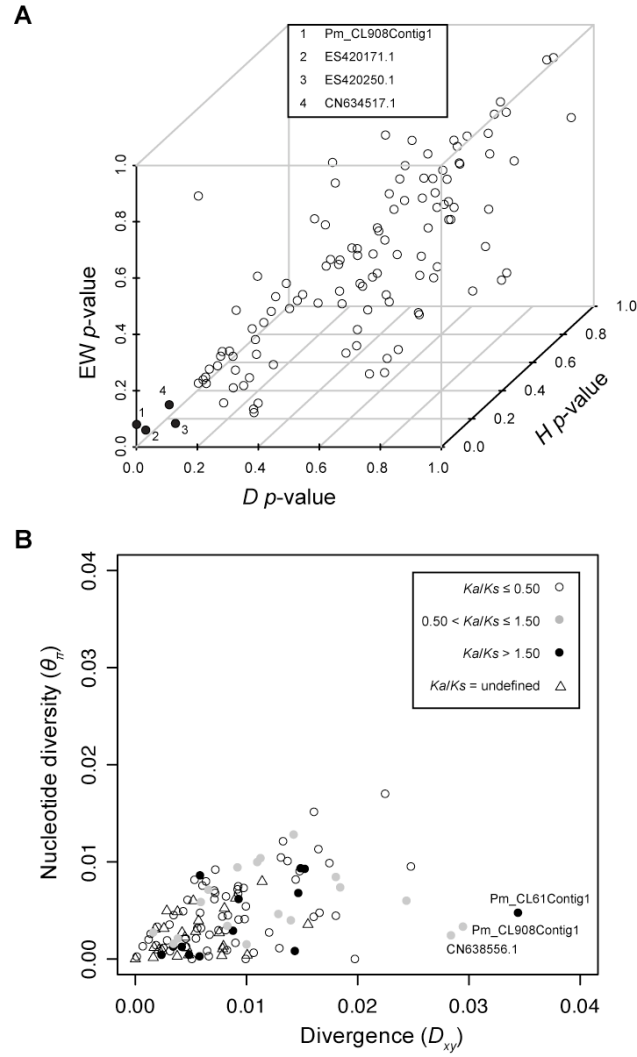 A
1 Pm_CL908Contig1
2 ES420171.1
3 ES420250.1
4 CN634517.1
1.0
0.8
0.6
0.4
0.2
0.0
EW p-value
4
1
2
3
0.0 0.2 0.4 0.6 0.8 1.0
D p-value
0.0
0.2
0.4
0.6
0.8
1.0
H p-value
B
0.04
0.03
0.02
0.01
0.00
Nucleotide diversity (θπ)
Ka/Ks ≤ 0.50
0.50 < Ka/Ks ≤ 1.50
Ka/Ks > 1.50
Ka/Ks = undefined
Pm_CL61Contig1
Pm_CL908Contig1
CN638556.1
0.00 0.01 0.02 0.03 0.04
Divergence (Dxy)